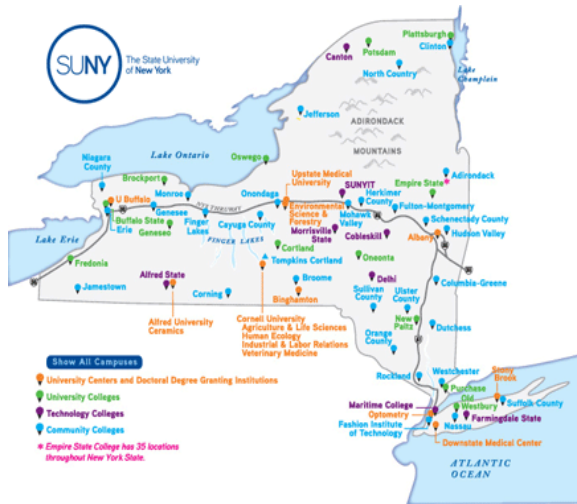 SUNY
The State University
of New York
Plattsburgh
Clinton
Canton
Potsdam
North Country
Lake
Champlain
Jefferson
ADIRONDACK
MOUNTAINS
Lake Ontario
Oswego
Niagara
County
Brockport
Monroe
U Buffalo
Genesee
NYS THRUWAY
Onondaga
Upstate Medical
University
SUNYIT
Herkimer
County
Empire State
Adirondack
Fulton-Montgomery
Environmental
Science &
Forestry
Mohawk
Valley
Schenectady County
Hudson Valley
Buffalo State
Erie
Geneseo
Finger
Lakes
Cayuga County
Morrisville
State
Cobleskill
Albany
Lake Erie
FINGER LAKES
Cortland
Tompkins Cortland
Oneonta
Fredonia
Jamestown
Alfred State
Corning
Broome
Binghamton
Delhi
Sullivan
County
Ulster
County
Columbia-Greene
Alfred University
Ceramics
Cornell University
Agriculture & Life Sciences
Human Ecology
Industrial & Labor Relations
Veterinary Medicine
New
Paltz
Orange
County
Dutchess
Rockland
Westchester
Purchase
Stony
Brook
Maritime College
Optometry
Fashion Institute
of Technology
Old
Westbury
Suffolk County
Farmingdale State
Nassau
Downstate Medical Center
ATLANTIC
OCEAN
Show All Campuses
University Centers and Doctoral Degree Granting Institutions
University Colleges
Technology Colleges
Community Colleges
* Empire State College has 35 locations
throughout New York State.